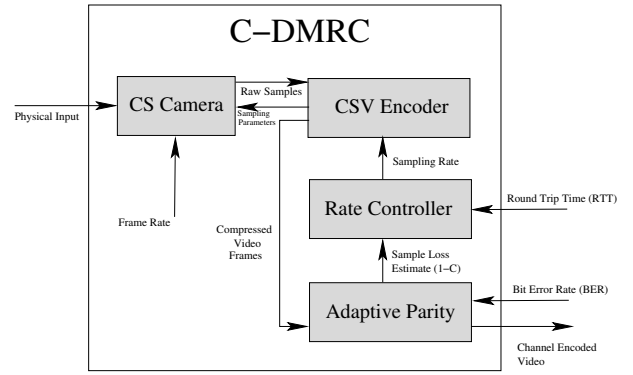 C–DMRC
CS Camera
Raw Samples
CSV Encoder
Physical Input
Sampling
Parameters
Sampling Rate
Frame Rate
Compressed
Video
Frames
Rate Controller
Round Trip Time (RTT)
Sample Loss
Estimate (1–C)
Adaptive Parity
Bit Error Rate (BER)
Channel Encoded
Video